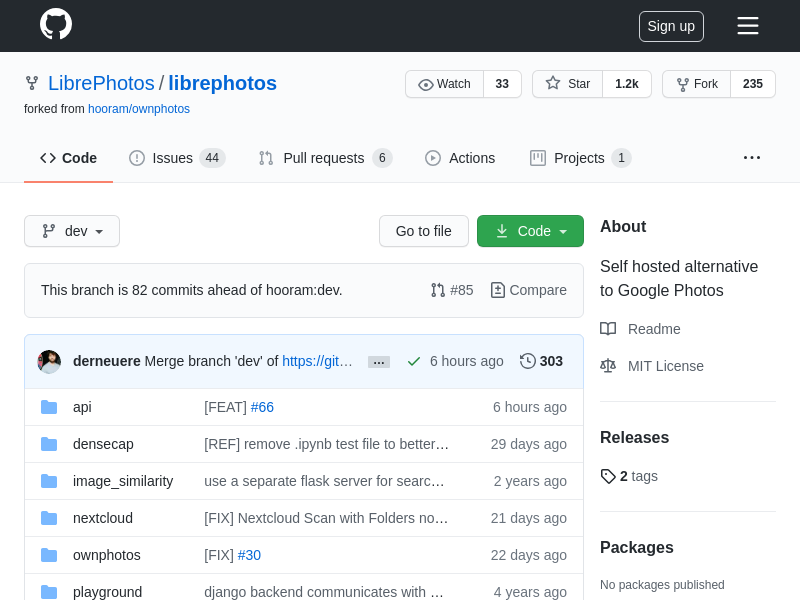 Sign up
LibrePhotos / librephotos
Watch 33 Star 1.2k Fork 235
forked from hooram/ownphotos
Code Issues 44 Pull requests 6 Actions Projects 1
dev Go to file Code
This branch is 82 commits ahead of hooram:dev. #85 Compare
derneuere Merge branch 'dev' of https://git… … 6 hours ago 303
api [FEAT] #66 6 hours ago
densecap [REF] remove .ipynb test file to better… 29 days ago
image_similarity use a separate flask server for searc… 2 years ago
nextcloud [FIX] Nextcloud Scan with Folders no… 21 days ago
ownphotos [FIX] #30 22 days ago
playground django backend communicates with … 4 years ago
About
Self hosted alternative
to Google Photos
Readme
MIT License
Releases
2 tags
Packages
No packages published